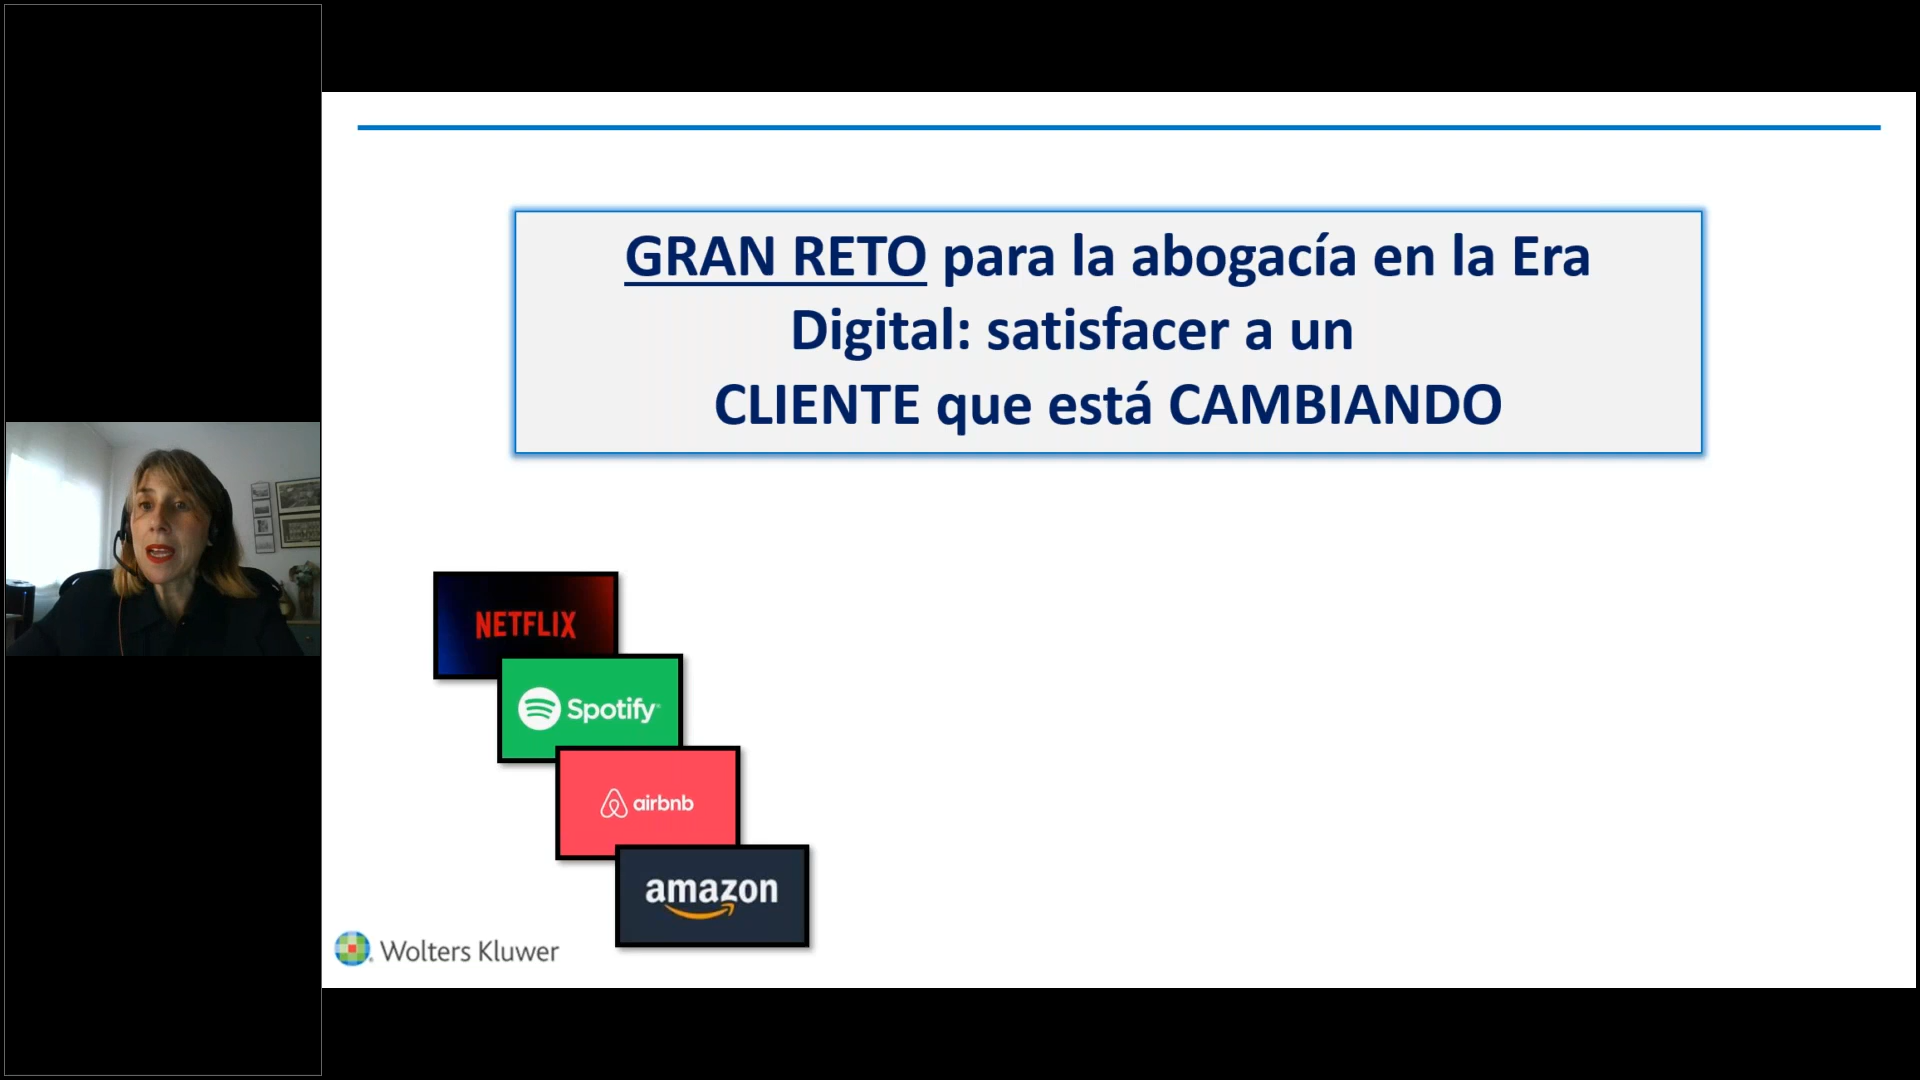 GRAN RETO para la abogacía en la Era
Digital: satisfacer a un
CLIENTE que está CAMBIANDO
NETFLIX
Spotify
airbnb
amazon
Wolters Kluwer